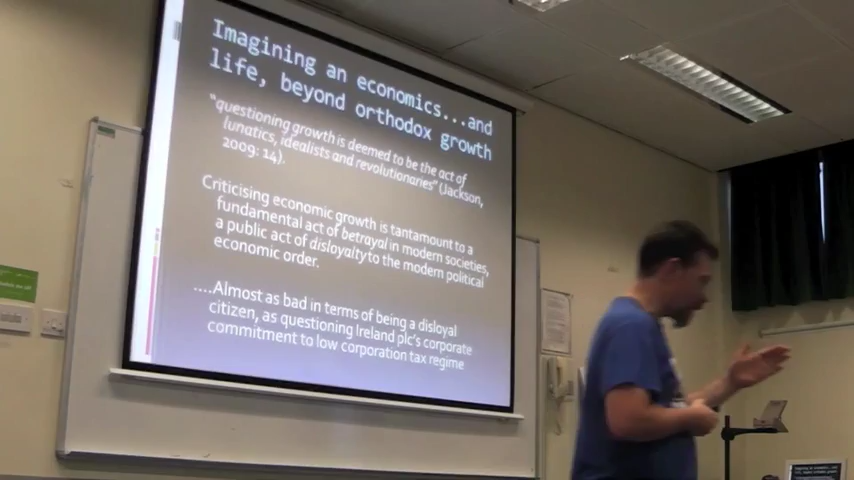 Imagining an economics...and
life, beyond orthodox growth
"questioning growth is deemed to be the act of
lunatics, idealists and revolutionaries" (Jackson,
2009: 14).
Criticising economic growth is tantamount to a
fundamental act of betrayal in modern societies,
a public act of disloyalty to the modern political
economic order.
....Almost as bad in terms of being a disloyal
citizen, as questioning Ireland plc's corporate
commitment to low corporation tax regime